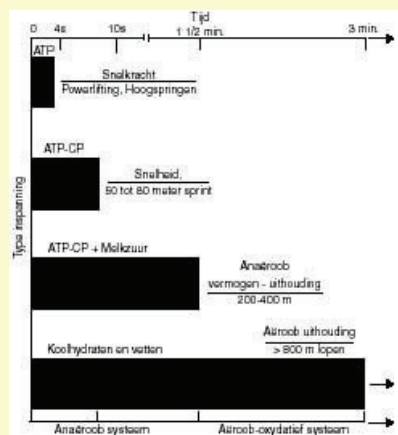 Tijd
0 4s 10s 1 1/2 min. 3 min.
ATP
Snelkracht
Powerlifting, Hoogspringen
ATP-CP
Snelheid,
50 tot 80 meter sprint
Type inspanning
ATP-CP + Melkzuur
Anaëroob
vermogen - uithouding
200-400 m
Koolhydraten en vetten
Aëroob uithouding
> 800 m lopen
Anaëroob systeem
Aëroob-oxydatief systeem